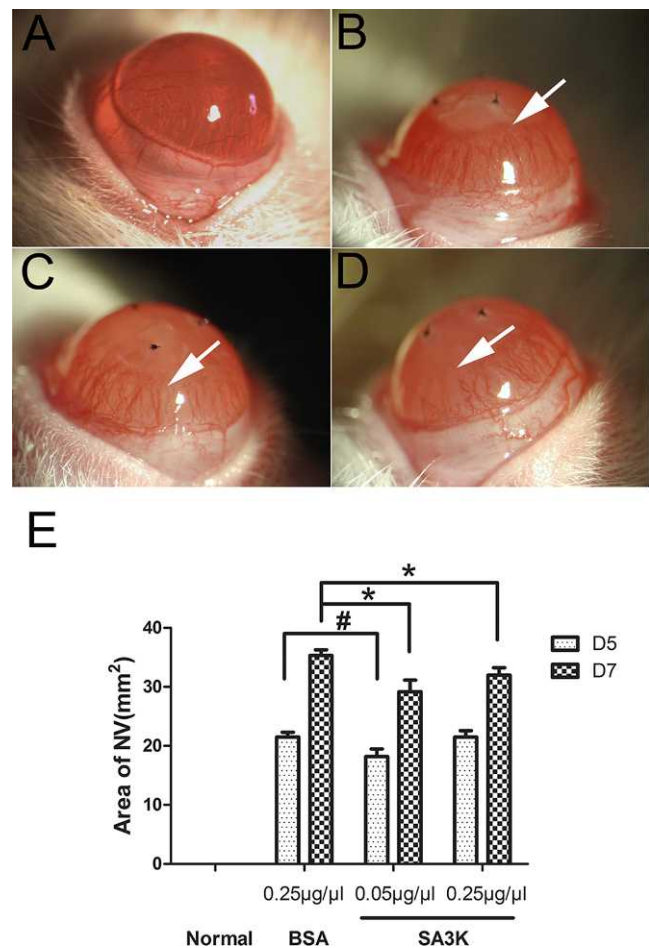 A
B
C
D
E
* 
*
#
40
30
20
10
0
Area of NV(mm²)
D5
D7
0.25µg/µl 0.05µg/µl 0.25µg/µl
Normal BSA SA3K